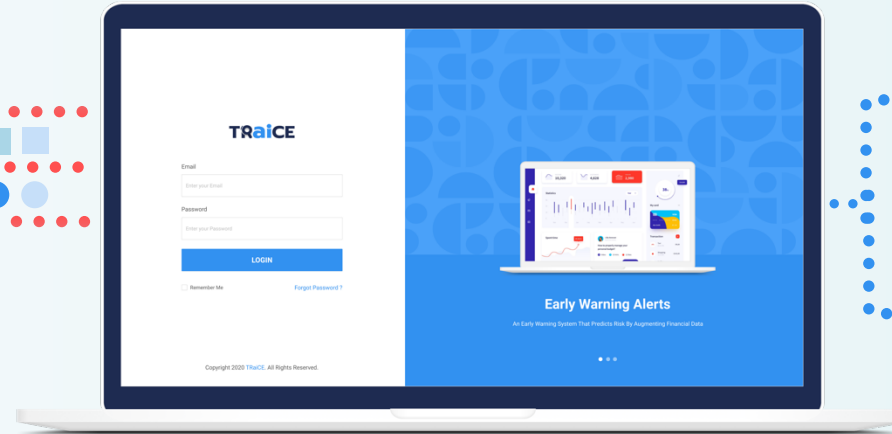 TRaiCE
Email
Enter your Email
Password
Enter your Password
LOGIN
Remember Me
Forgot Password ?
Copyright 2020 TRaiCE. All Rights Reserved.
Early Warning Alerts
An Early Warning System That Predicts Risk By Augmenting Financial Data